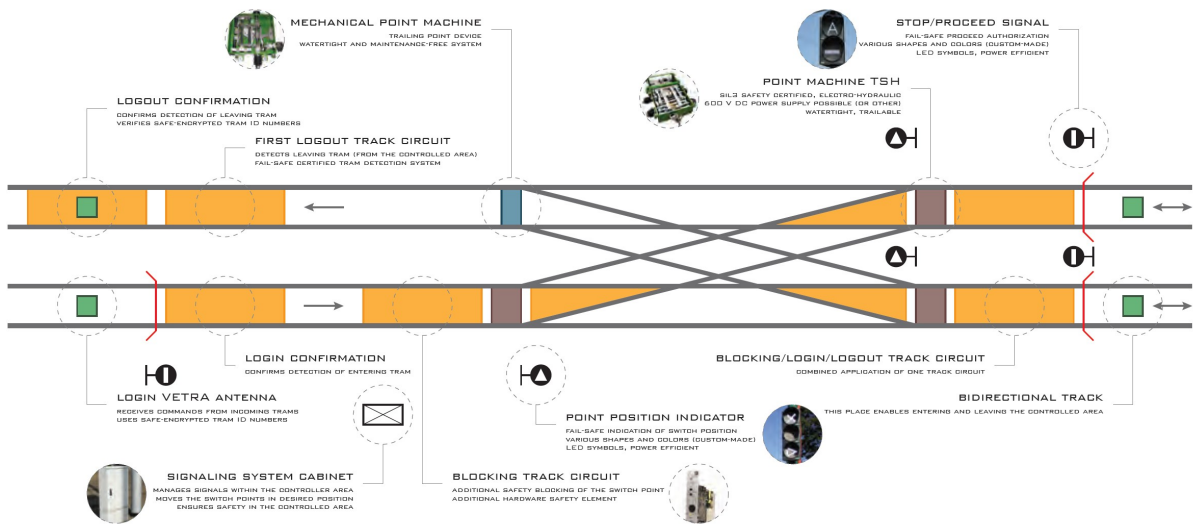 MECHANICAL POINT MACHINE
TRAILING POINT DEVICE
WATERTIGHT AND MAINTENANCE-FREE SYSTEM
STOP/PROCEED SIGNAL
FAIL-SAFE PROCEED AUTHORIZATION
VARIOUS SHAPES AND COLORS (CUSTOM-MADE)
LED SYMBOLS, POWER EFFICIENT
POINT MACHINE TSH
SIL3 SAFETY CERTIFIED, ELECTRO-HYDRAULIC
600 V DC POWER SUPPLY POSSIBLE (OR OTHER)
WATERTIGHT, TRAILABLE
LOGOUT CONFIRMATION
CONFIRMS DETECTION OF LEAVING TRAM
VERIFIES SAFE-ENCRYPTED TRAM ID NUMBERS
FIRST LOGOUT TRACK CIRCUIT
DETECTS LEAVING TRAM (FROM THE CONTROLLED AREA)
FAIL-SAFE CERTIFIED TRAM DETECTION SYSTEM
LOGIN CONFIRMATION
CONFIRMS DETECTION OF ENTERING TRAM
BLOCKING/LOGIN/LOGOUT TRACK CIRCUIT
COMBINED APPLICATION OF ONE TRACK CIRCUIT
LOGIN VETRA ANTENNA
RECEIVES COMMANDS FROM INCOMING TRAMS
USES SAFE-ENCRYPTED TRAM ID NUMBERS
BIDIRECTIONAL TRACK
THIS PLACE ENABLES ENTERING AND LEAVING THE CONTROLLED AREA
POINT POSITION INDICATOR
FAIL-SAFE INDICATION OF SWITCH POSITION
VARIOUS SHAPES AND COLORS (CUSTOM-MADE)
LED SYMBOLS, POWER EFFICIENT
SIGNALING SYSTEM CABINET
MANAGES SIGNALS WITHIN THE CONTROLLER AREA
MOVES THE SWITCH POINTS IN DESIRED POSITION
ENSURES SAFETY IN THE CONTROLLED AREA
BLOCKING TRACK CIRCUIT
ADDITIONAL SAFETY BLOCKING OF THE SWITCH POINT
ADDITIONAL HARDWARE SAFETY ELEMENT